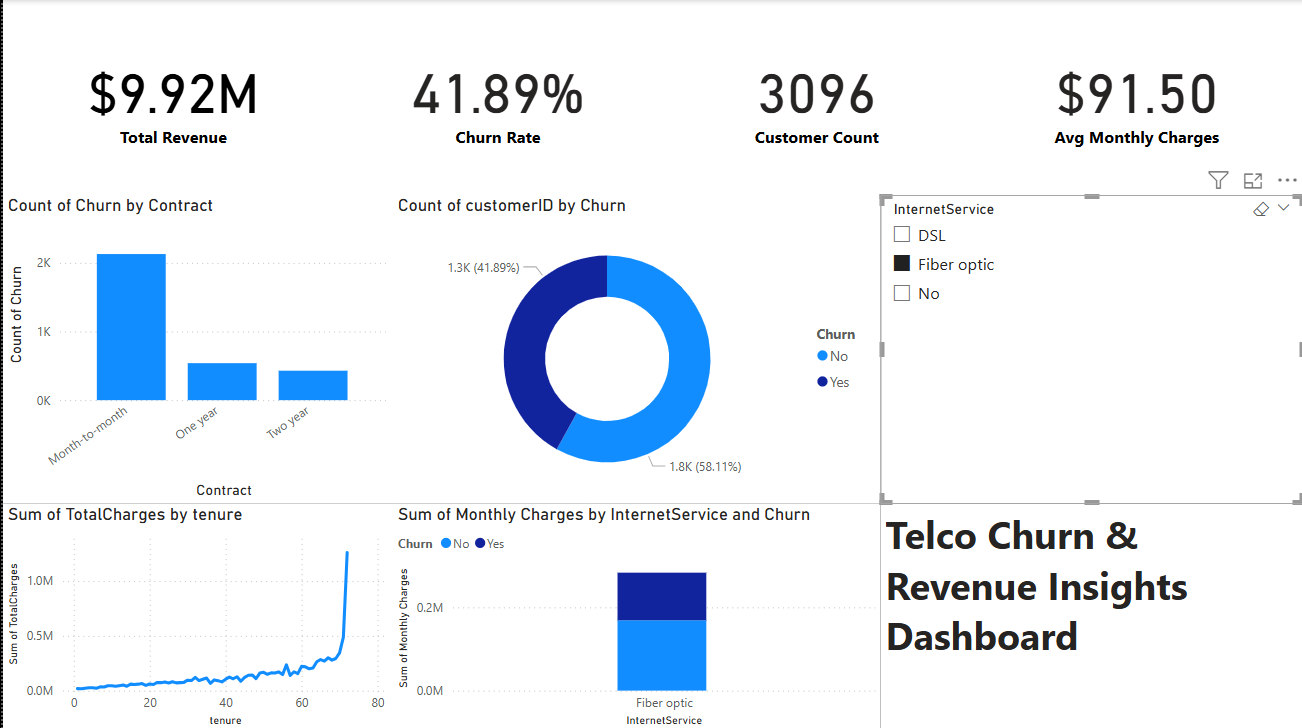 $9.92M
Total Revenue
41.89%
Churn Rate
3096
Customer Count
$91.50
Avg Monthly Charges
Count of Churn by Contract
Count of Churn
2K
1K
0K
Month-to-month
One year
Two year
Contract
Count of customerID by Churn
1.3K (41.89%)
1.8K (58.11%)
Churn
No
Yes
InternetService
DSL
Fiber optic
No
Sum of TotalCharges by tenure
Sum of TotalCharges
1.0M
0.5M
0.0M
0
20
40
60
80
tenure
Sum of Monthly Charges by InternetService and Churn
Churn
No
Yes
Sum of Monthly Charges
0.2M
0.0M
Fiber optic
InternetService
Telco Churn &
Revenue Insights
Dashboard